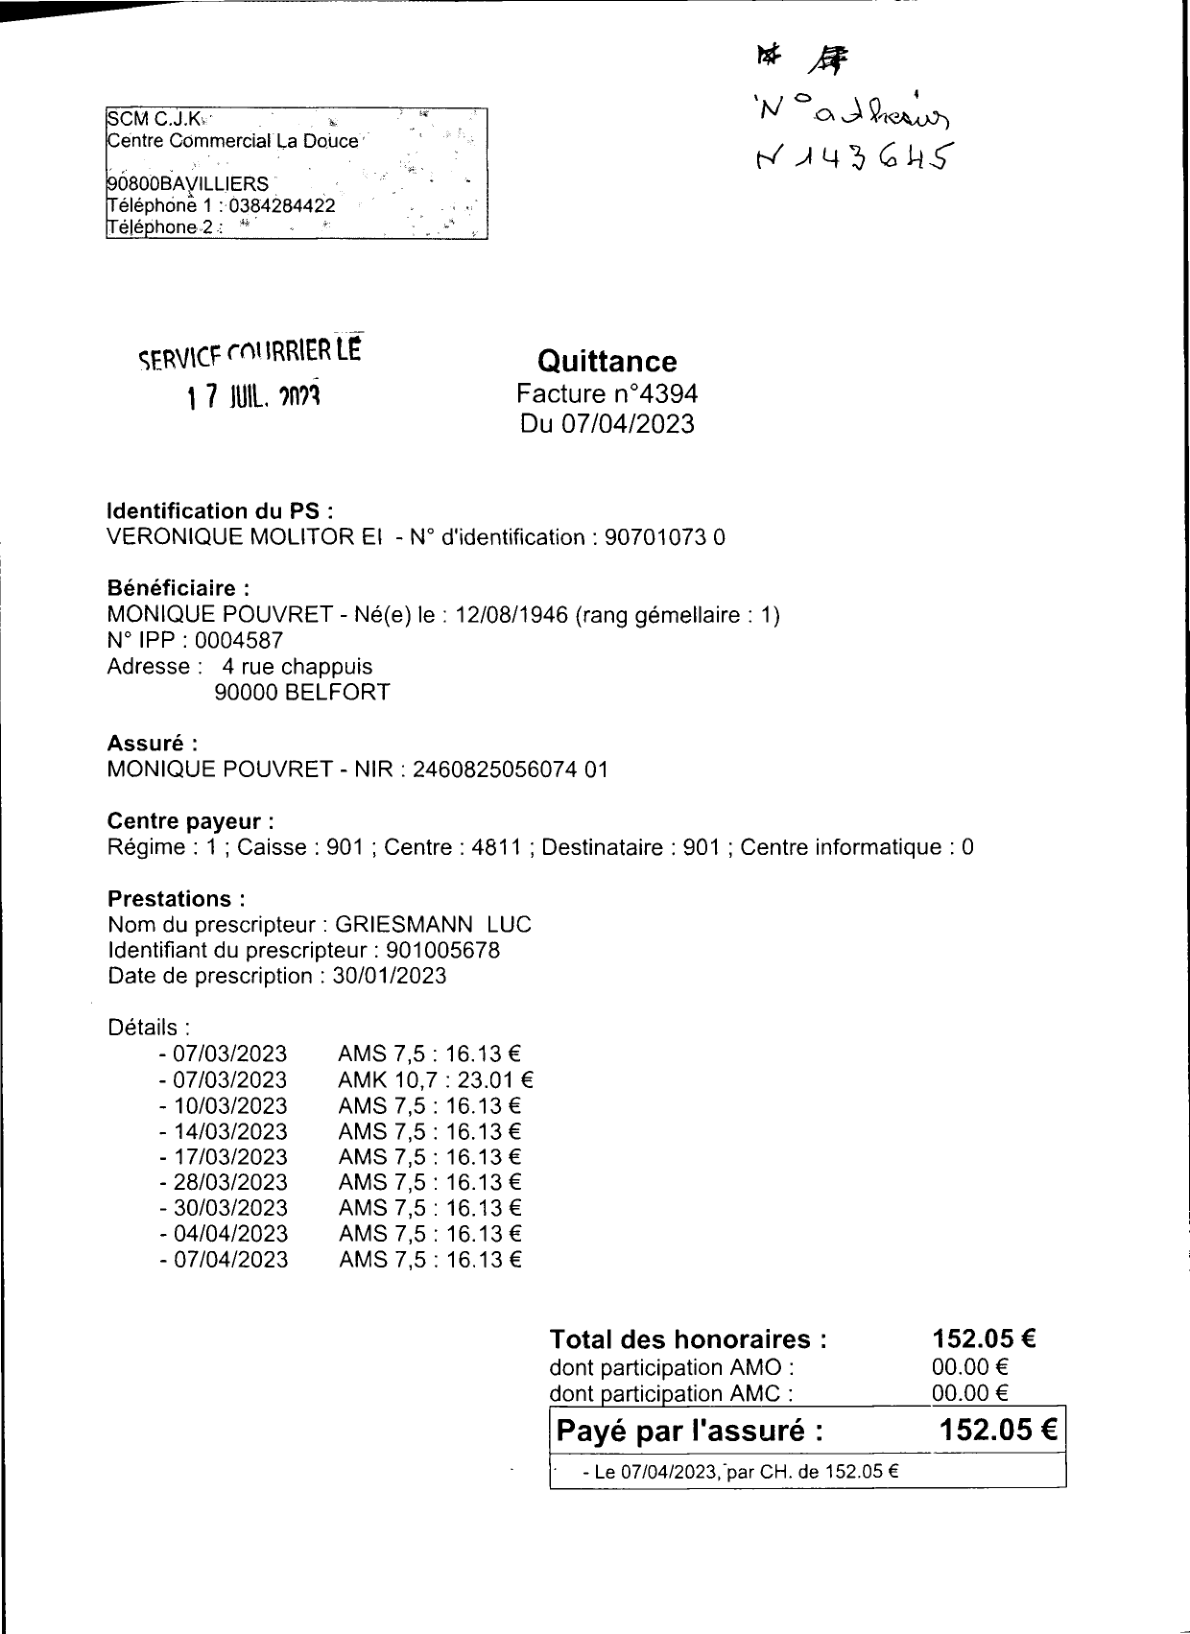 N° adhésion
N 143645
SCM C.J.K.
Centre Commercial La Douce
90800BAVILLIERS
Téléphone 1 : 0384284422
Téléphone 2 :
SERVICE COURRIER LE
17 JUIL. 2023
Quittance
Facture n°4394
Du 07/04/2023
Identification du PS :
VERONIQUE MOLITOR EI - N° d'identification : 90701073 0
Bénéficiaire :
MONIQUE POUVRET - Né(e) le : 12/08/1946 (rang gémellaire : 1)
N° IPP : 0004587
Adresse : 4 rue chappuis
90000 BELFORT
Assuré :
MONIQUE POUVRET - NIR : 2460825056074 01
Centre payeur :
Régime : 1 ; Caisse : 901 ; Centre : 4811 ; Destinataire : 901 ; Centre informatique : 0
Prestations :
Nom du prescripteur : GRIESMANN LUC
Identifiant du prescripteur : 901005678
Date de prescription : 30/01/2023
Détails :
- 07/03/2023 AMS 7,5 : 16.13 €
- 07/03/2023 AMK 10,7 : 23.01 €
- 10/03/2023 AMS 7,5 : 16.13 €
- 14/03/2023 AMS 7,5 : 16.13 €
- 17/03/2023 AMS 7,5 : 16.13 €
- 28/03/2023 AMS 7,5 : 16.13 €
- 30/03/2023 AMS 7,5 : 16.13 €
- 04/04/2023 AMS 7,5 : 16.13 €
- 07/04/2023 AMS 7,5 : 16.13 €
Total des honoraires : 152.05 €
dont participation AMO : 00.00 €
dont participation AMC : 00.00 €
Payé par l'assuré : 152.05 €
- Le 07/04/2023, par CH. de 152.05 €